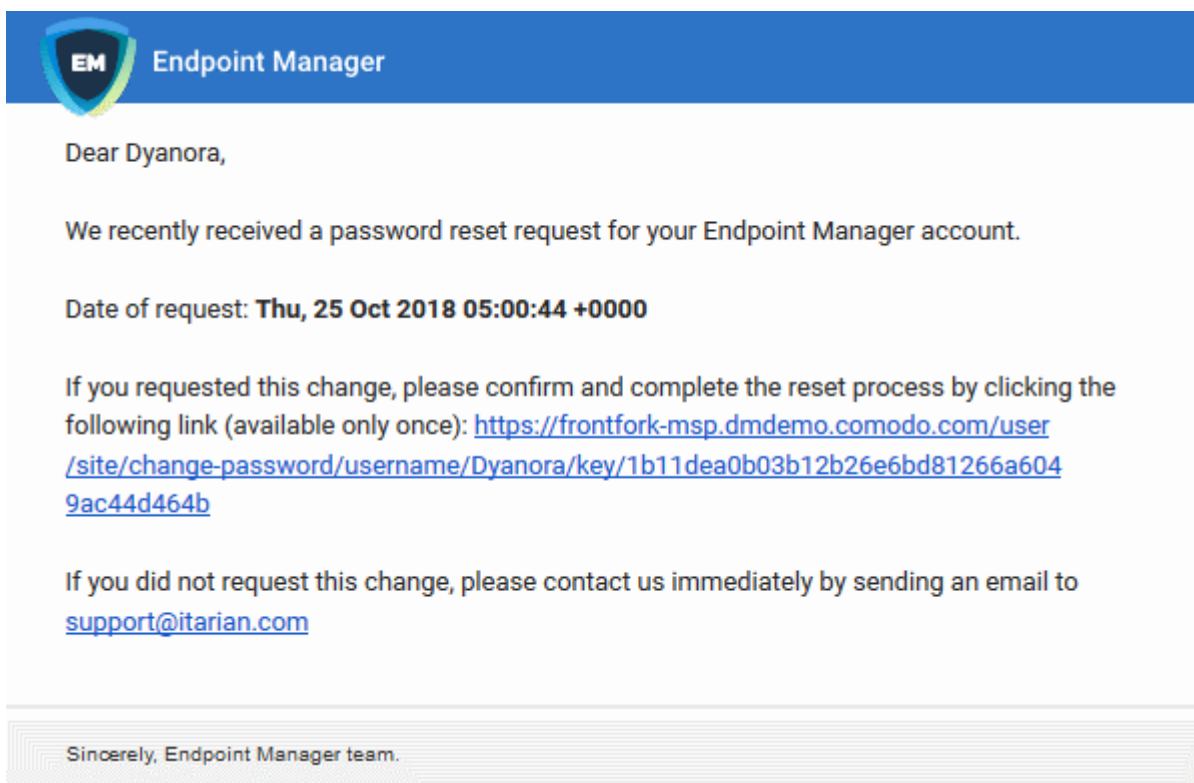 EM
Endpoint Manager
Dear Dyanora,
We recently received a password reset request for your Endpoint Manager account.
Date of request: Thu, 25 Oct 2018 05:00:44 +0000
If you requested this change, please confirm and complete the reset process by clicking the
following link (available only once): https://frontfork-msp.dmdemo.comodo.com/user
/site/change-password/username/Dyanora/key/1b11dea0b03b12b26e6bd81266a604
9ac44d464b
If you did not request this change, please contact us immediately by sending an email to
support@itarian.com
Sincerely, Endpoint Manager team.